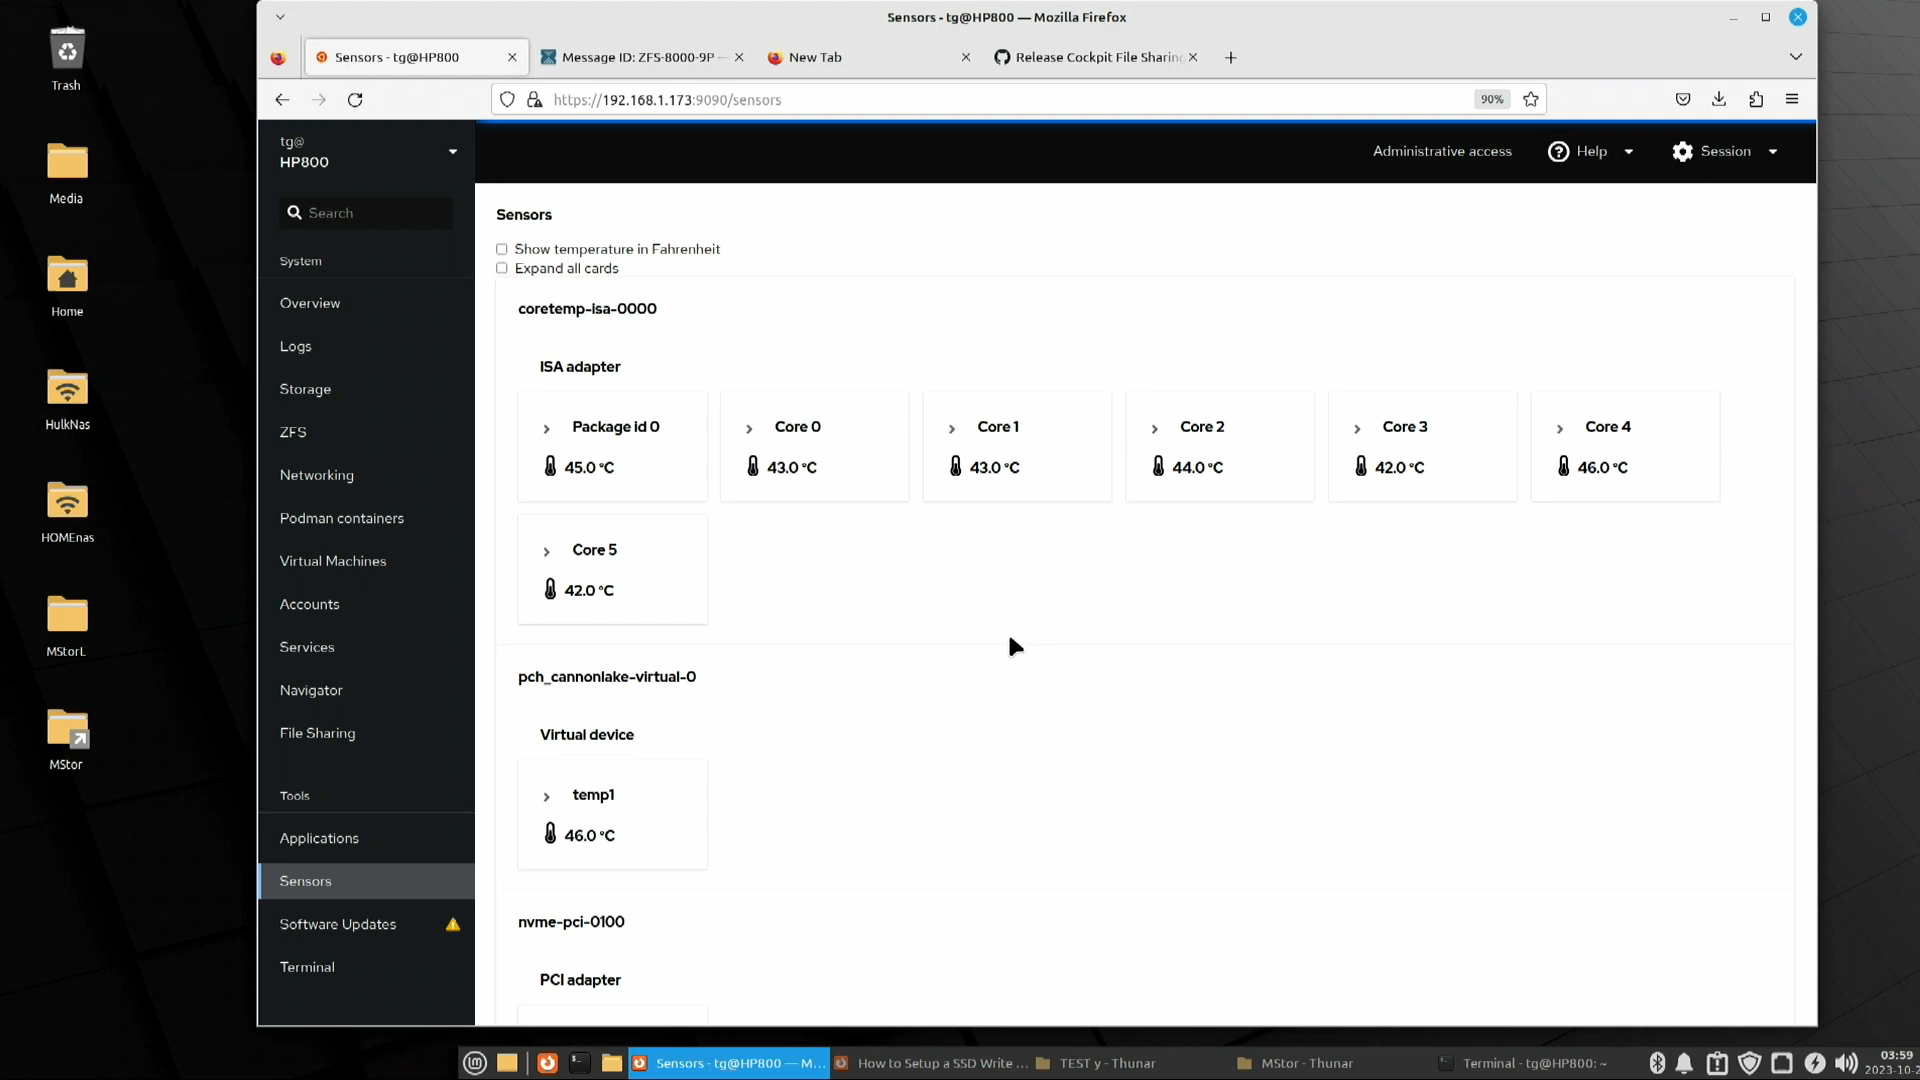 Trash
Media
Home
HulkNas
HOMEnas
MStorL
MStor
Sensors - tg@HP800 — Mozilla Firefox
Sensors - tg@HP800
Message ID: ZFS-8000-9P —
New Tab
Release Cockpit File Sharing
https://192.168.1.173:9090/sensors
90%
tg@
HP800
Administrative access
Help
Session
Search
System
Overview
Logs
Storage
ZFS
Networking
Podman containers
Virtual Machines
Accounts
Services
Navigator
File Sharing
Tools
Applications
Sensors
Software Updates
Terminal
Sensors
Show temperature in Fahrenheit
Expand all cards
coretemp-isa-0000
ISA adapter
Package id 0
45.0 °C
Core 0
43.0 °C
Core 1
43.0 °C
Core 2
44.0 °C
Core 3
42.0 °C
Core 4
46.0 °C
Core 5
42.0 °C
pch_cannonlake-virtual-0
Virtual device
temp1
46.0 °C
nvme-pci-0100
PCI adapter
Sensors - tg@HP800 — M...
How to Setup a SSD Write ...
TEST y - Thunar
MStor - Thunar
Terminal - tg@HP800: ~
03:59
2023-10-2